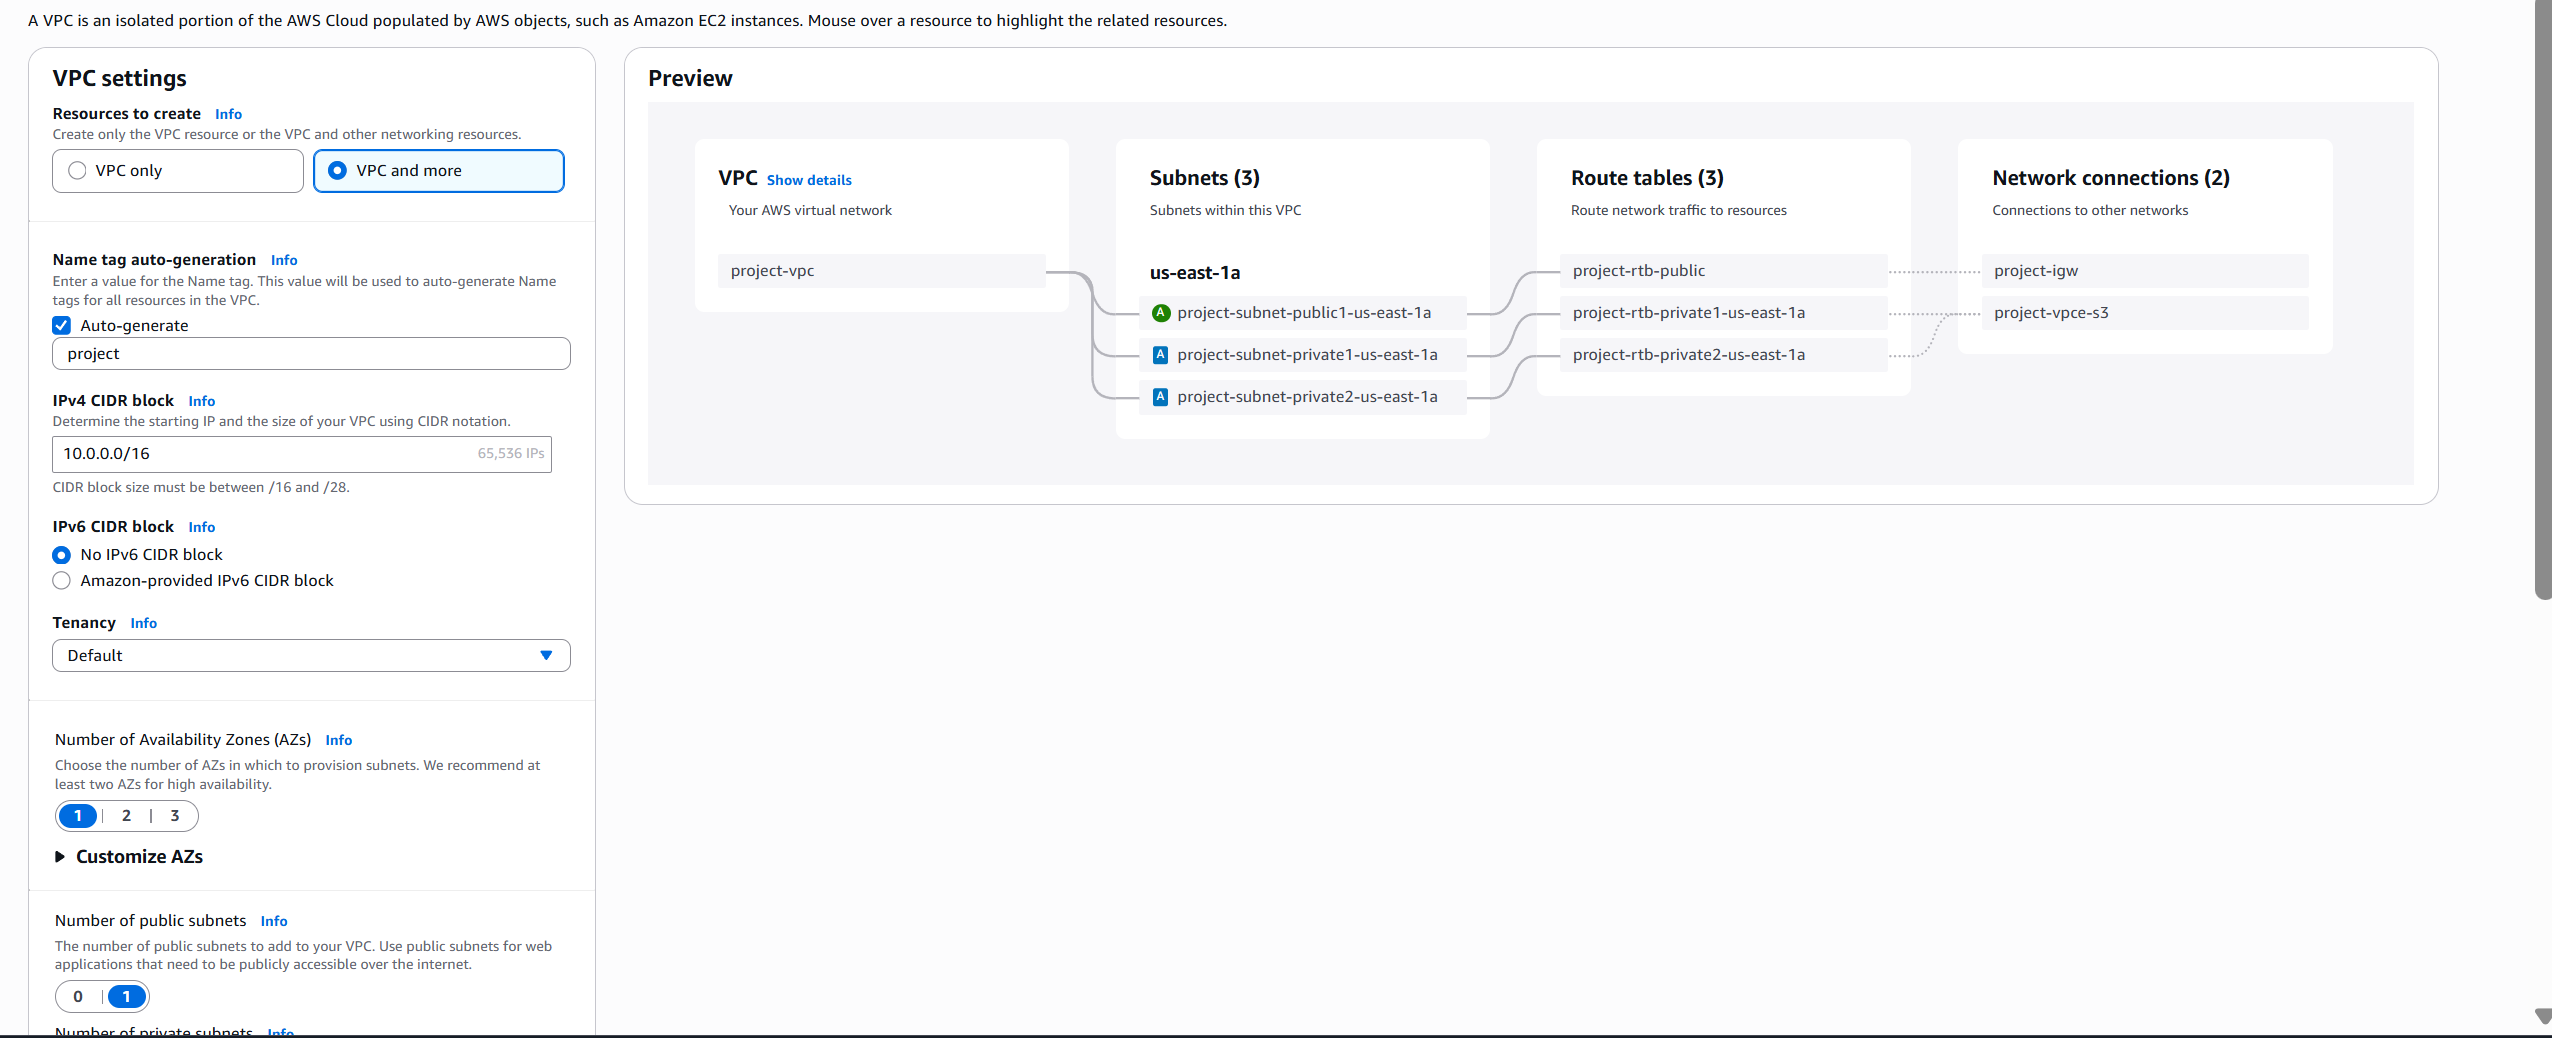 A VPC is an isolated portion of the AWS Cloud populated by AWS objects, such as Amazon EC2 instances. Mouse over a resource to highlight the related resources.
VPC settings
Resources to create Info
Create only the VPC resource or the VPC and other networking resources.
VPC only
VPC and more
Name tag auto-generation Info
Enter a value for the Name tag. This value will be used to auto-generate Name
tags for all resources in the VPC.
Auto-generate
project
IPv4 CIDR block Info
Determine the starting IP and the size of your VPC using CIDR notation.
10.0.0.0/16 65,536 IPs
CIDR block size must be between /16 and /28.
IPv6 CIDR block Info
No IPv6 CIDR block
Amazon-provided IPv6 CIDR block
Tenancy Info
Default
Number of Availability Zones (AZs) Info
Choose the number of AZs in which to provision subnets. We recommend at
least two AZs for high availability.
1 | 2 | 3
Customize AZs
Number of public subnets Info
The number of public subnets to add to your VPC. Use public subnets for web
applications that need to be publicly accessible over the internet.
0 | 1
Number of private subnets Info
Preview
VPC Show details
Your AWS virtual network
project-vpc
Subnets (3)
Subnets within this VPC
us-east-1a
A project-subnet-public1-us-east-1a
A project-subnet-private1-us-east-1a
A project-subnet-private2-us-east-1a
Route tables (3)
Route network traffic to resources
project-rtb-public
project-rtb-private1-us-east-1a
project-rtb-private2-us-east-1a
Network connections (2)
Connections to other networks
project-igw
project-vpce-s3